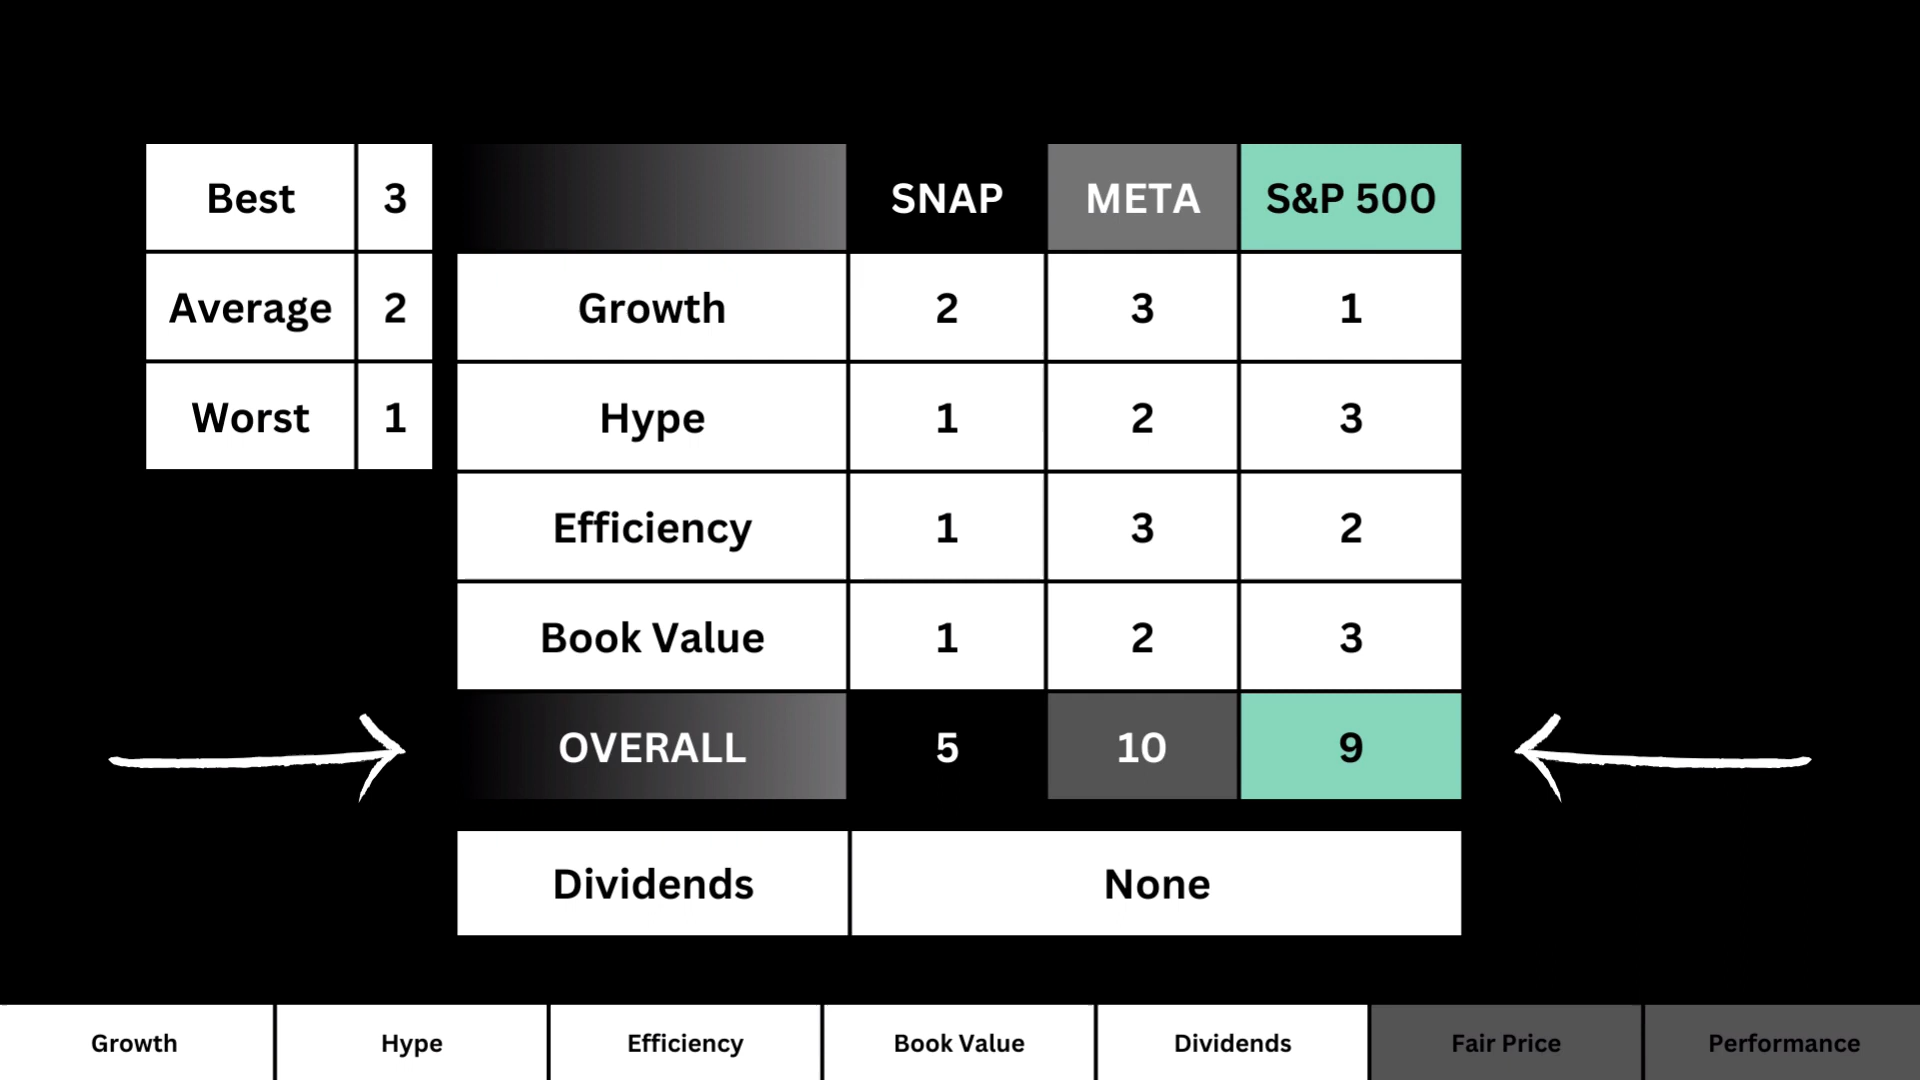 Best 3
Average 2
Worst 1
SNAP META S&P 500
Growth 2 3 1
Hype 1 2 3
Efficiency 1 3 2
Book Value 1 2 3
OVERALL 5 10 9
Dividends None
Growth Hype Efficiency Book Value Dividends Fair Price Performance